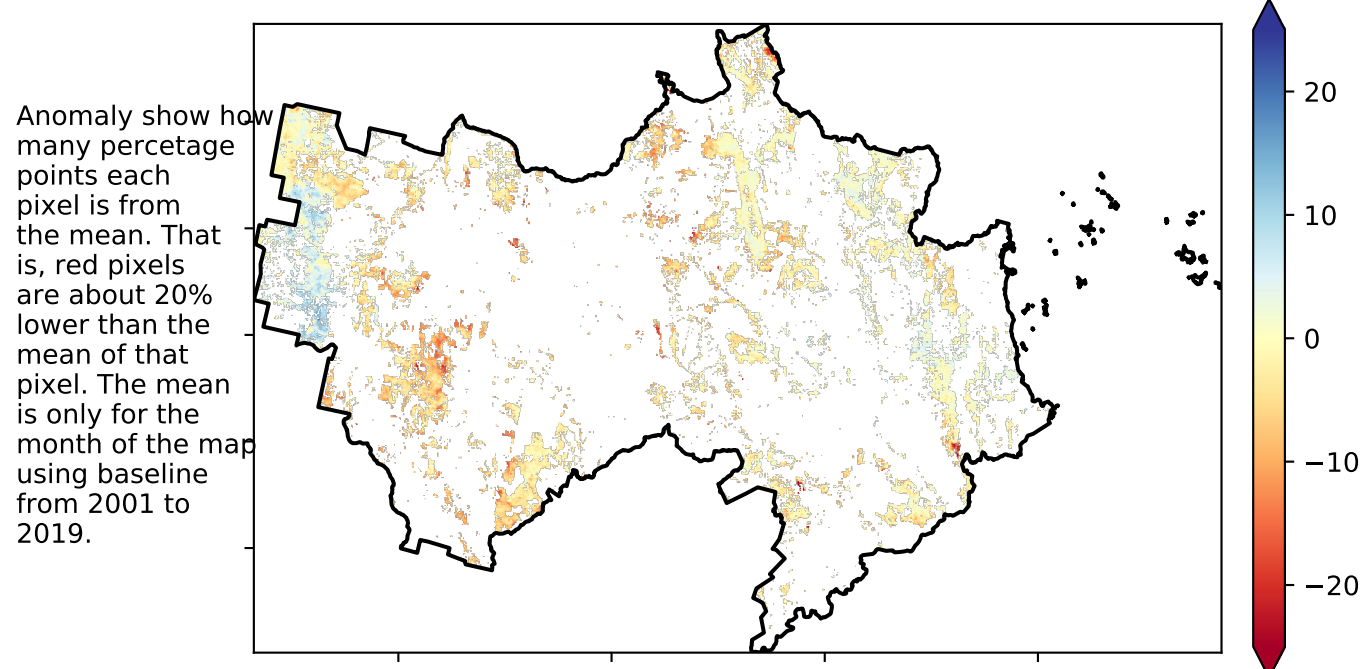 Anomaly show how
many percetage
points each
pixel is from
the mean. That
is, red pixels
are about 20%
lower than the
mean of that
pixel. The mean
is only for the
month of the map
using baseline
from 2001 to
2019.
20
10
0
−10
−20